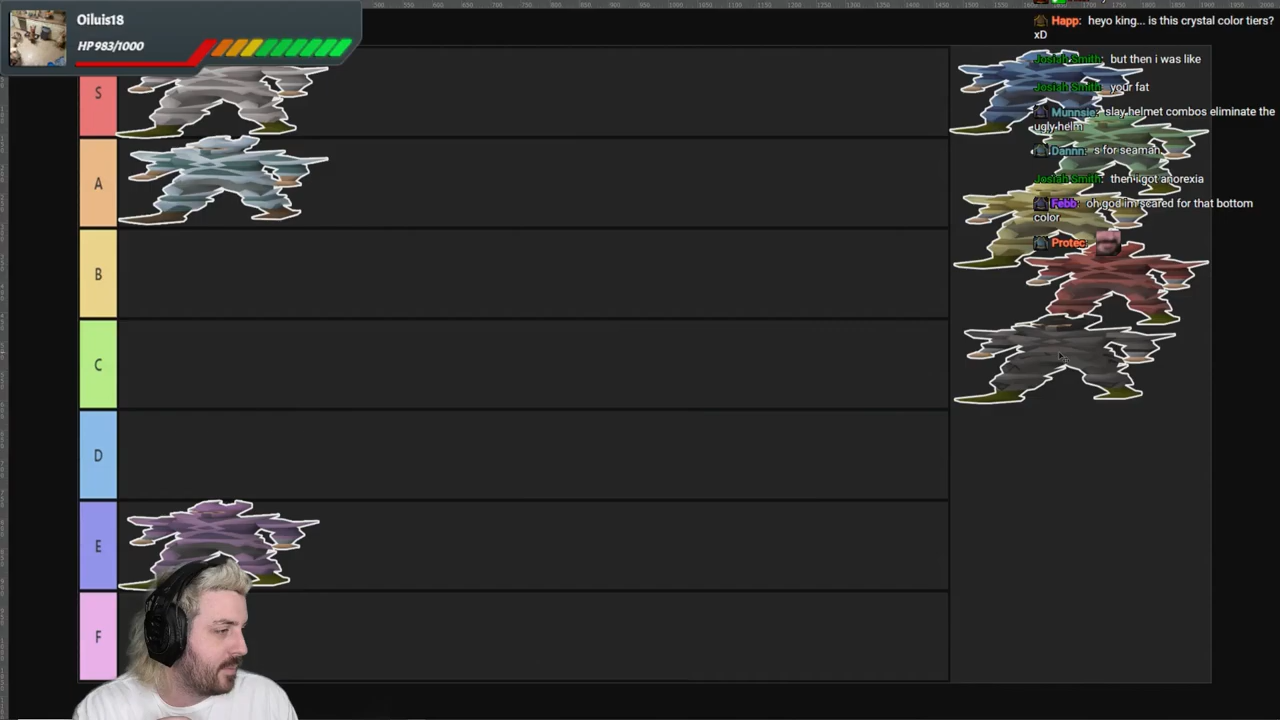 Oiluis18
HP 983/1000
Happ: heyo king... is this crystal color tiers?
xD
Josiah Smith: but then i was like
Josiah Smith: your fat
Munnsie: slay helmet combos eliminate the
ugly helm
Dannn: s for seaman
Josiah Smith: then i got anorexia
Febb: oh god im scared for that bottom
color
Protec:
S
A
B
C
D
E
F